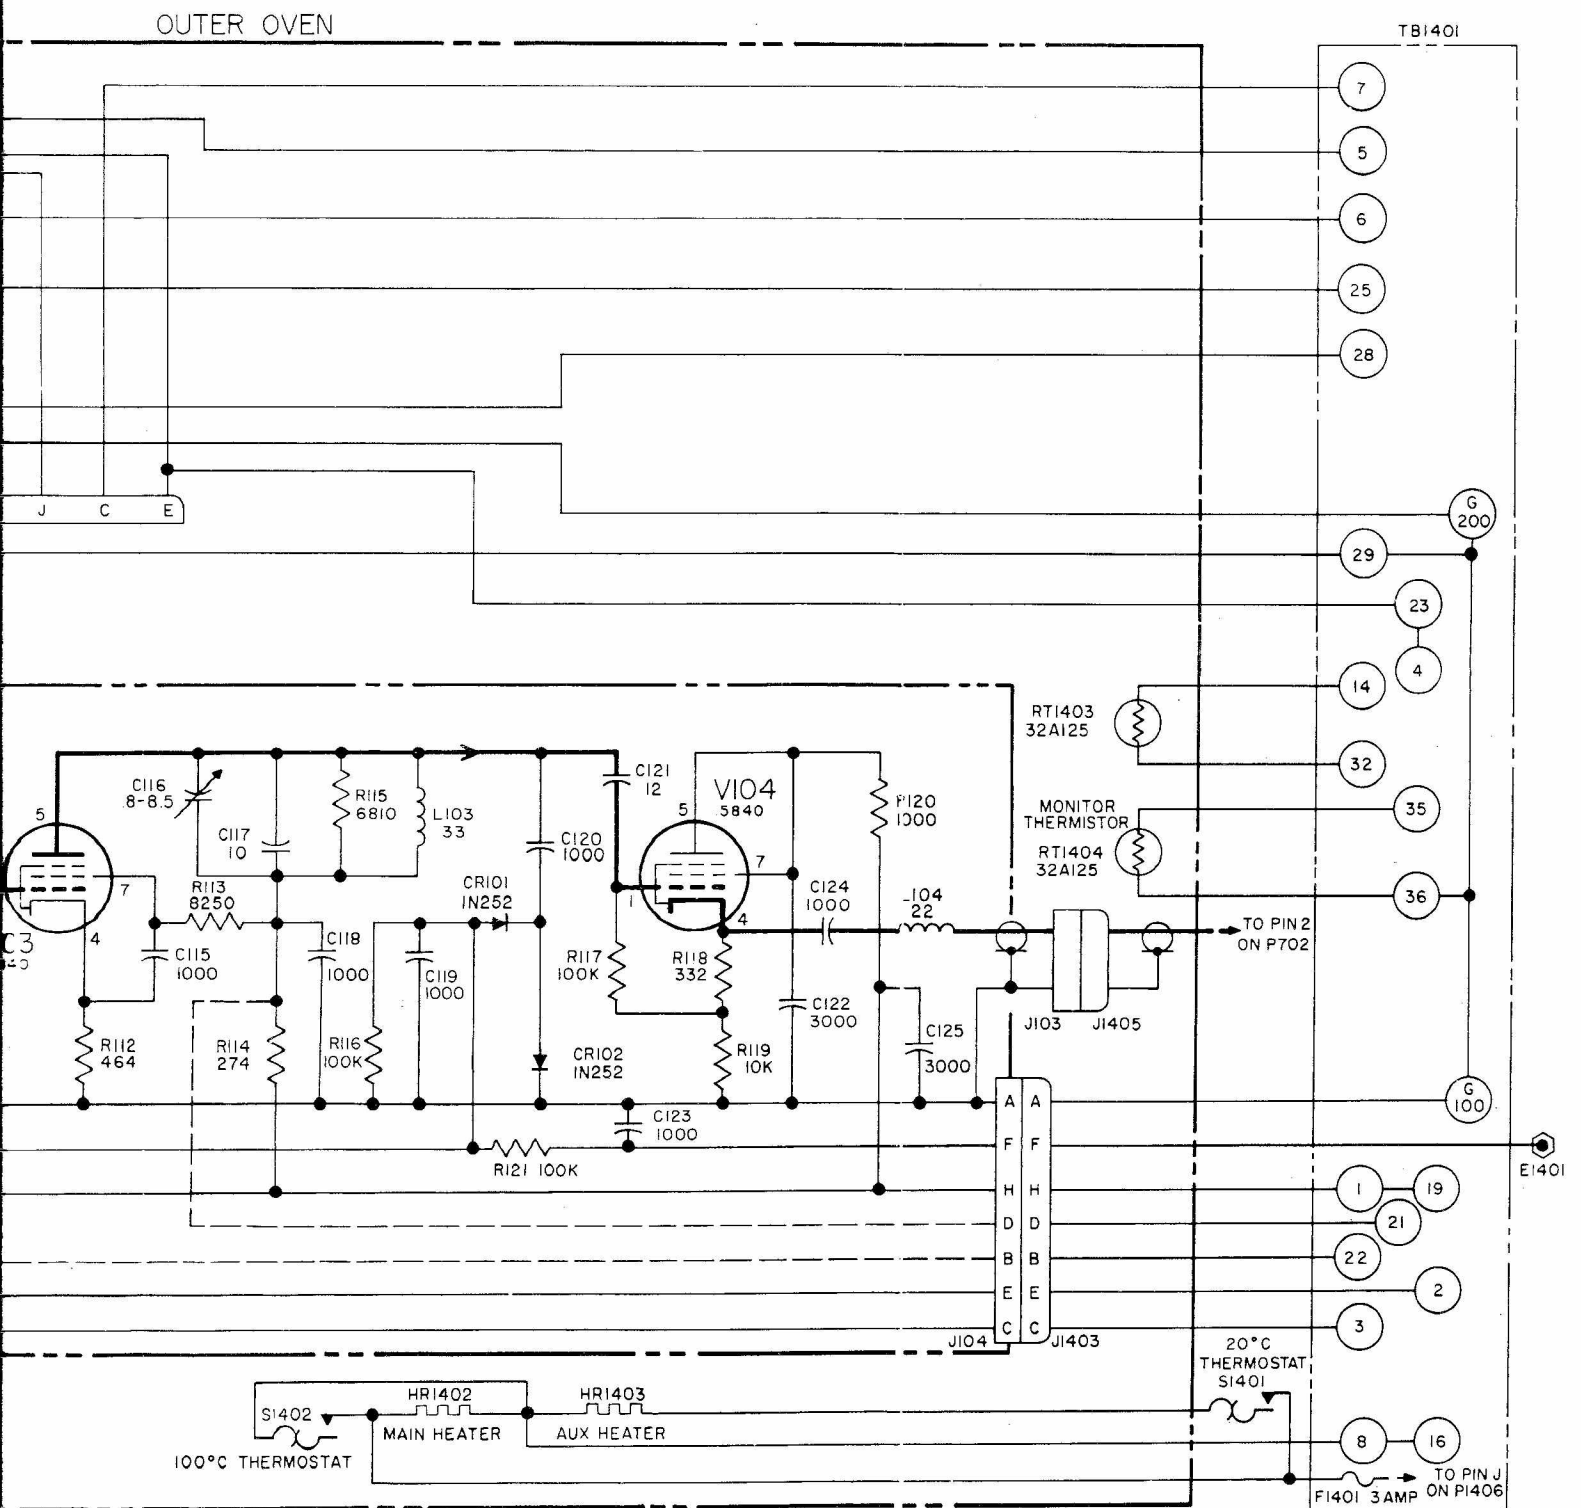 OUTER OVEN
TB1401
7
5
6
25
28
J C E
G
200
29
23
4
14
RT1403
32A125
32
MONITOR
THERMISTOR
35
RT1404
32A125
36
C116
.8-8.5
5
C117
10
R115
6810
L103
33
C120
1000
C121
12
V104
5840
5
7
1
4
R120
1000
7
4
C3
R113
8250
CR101
1N252
C124
1000
L104
22
TO PIN 2
ON P702
C115
1000
C118
1000
C119
1000
R117
100K
R118
332
C122
3000
J103
J1405
C125
3000
R112
464
R114
274
R116
100K
CR102
1N252
R119
10K
C123
1000
R121 100K
A A
F F
H H
D D
B B
E E
C C
J104
J1403
G
100
E1401
1
19
21
22
2
3
20°C
THERMOSTAT
S1401
S1402
100°C THERMOSTAT
HR1402
MAIN HEATER
HR1403
AUX HEATER
8
16
F1401 3AMP
TO PIN J
ON P1406